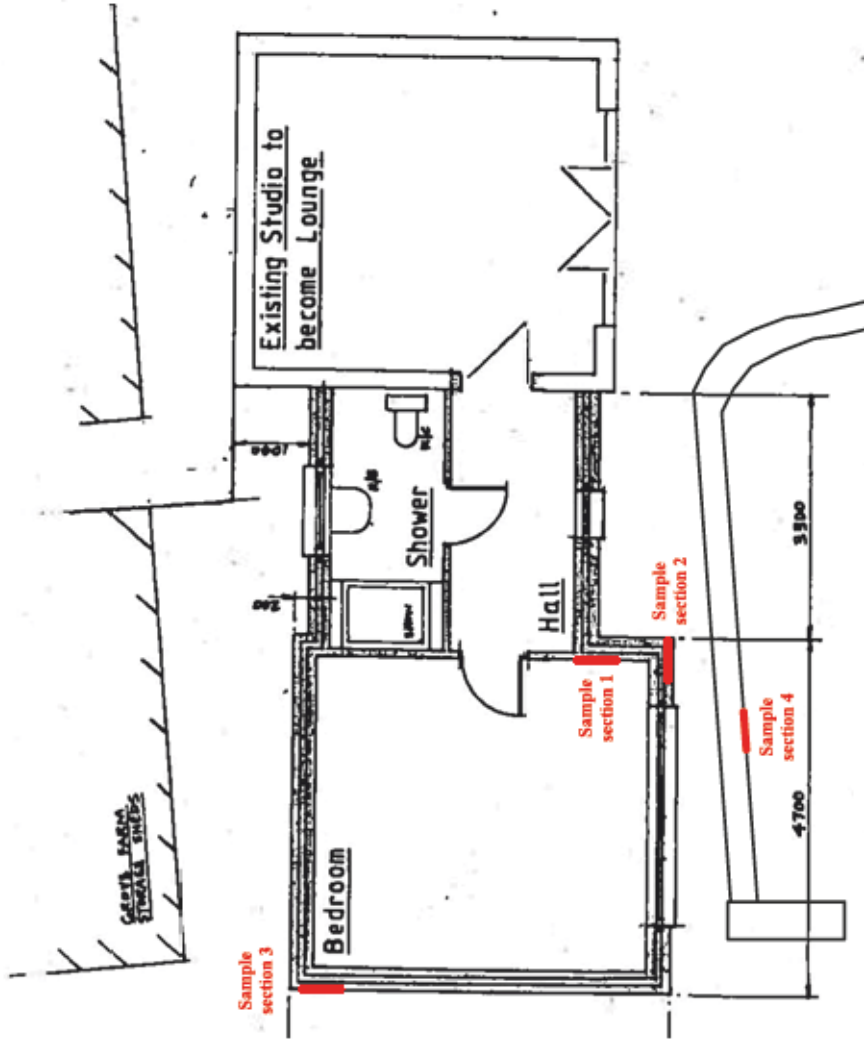 Existing Studio to
become Lounge
W/C
W/B
Shower
Hall
Sample
section 2
Sample
section 1
Sample
section 4
3500
4700
GROVE FARM
STORAGE SHEDS
Bedroom
Sample
section 3